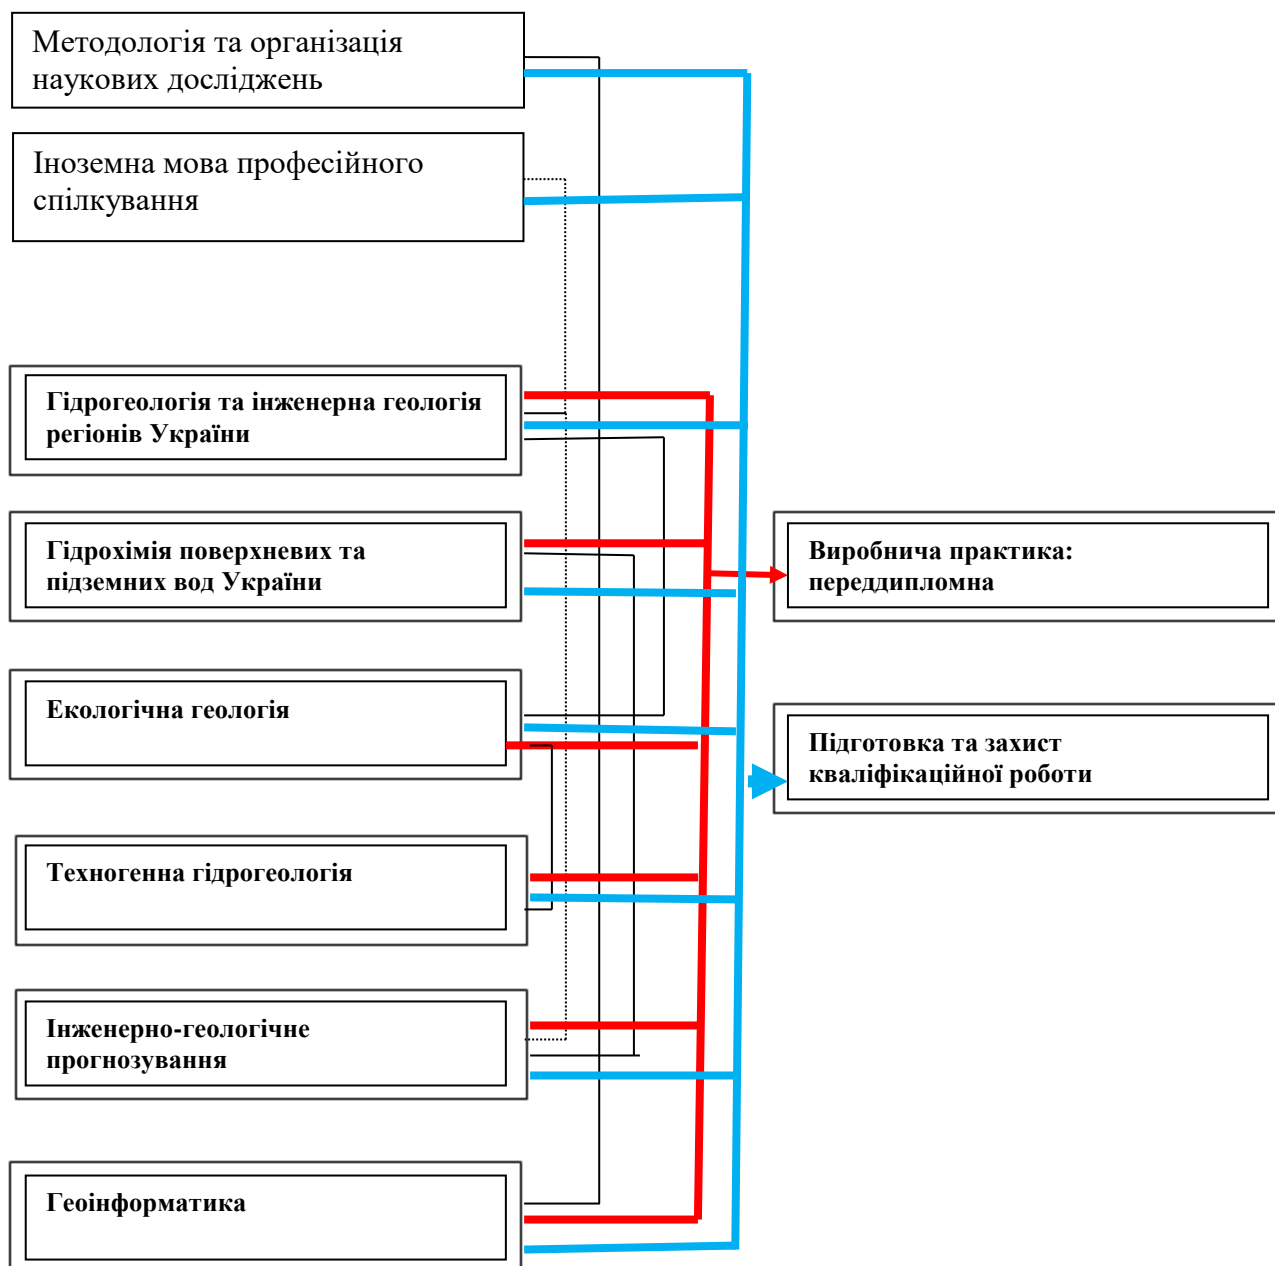 Методологія та організація
наукових досліджень
Іноземна мова професійного
спілкування
Гідрогеологія та інженерна геологія
регіонів України
Гідрохімія поверхневих та
підземних вод України
Виробнича практика:
переддипломна
Екологічна геологія
Підготовка та захист
кваліфікаційної роботи
Техногенна гідрогеологія
Інженерно-геологічне
прогнозування
Геоінформатика